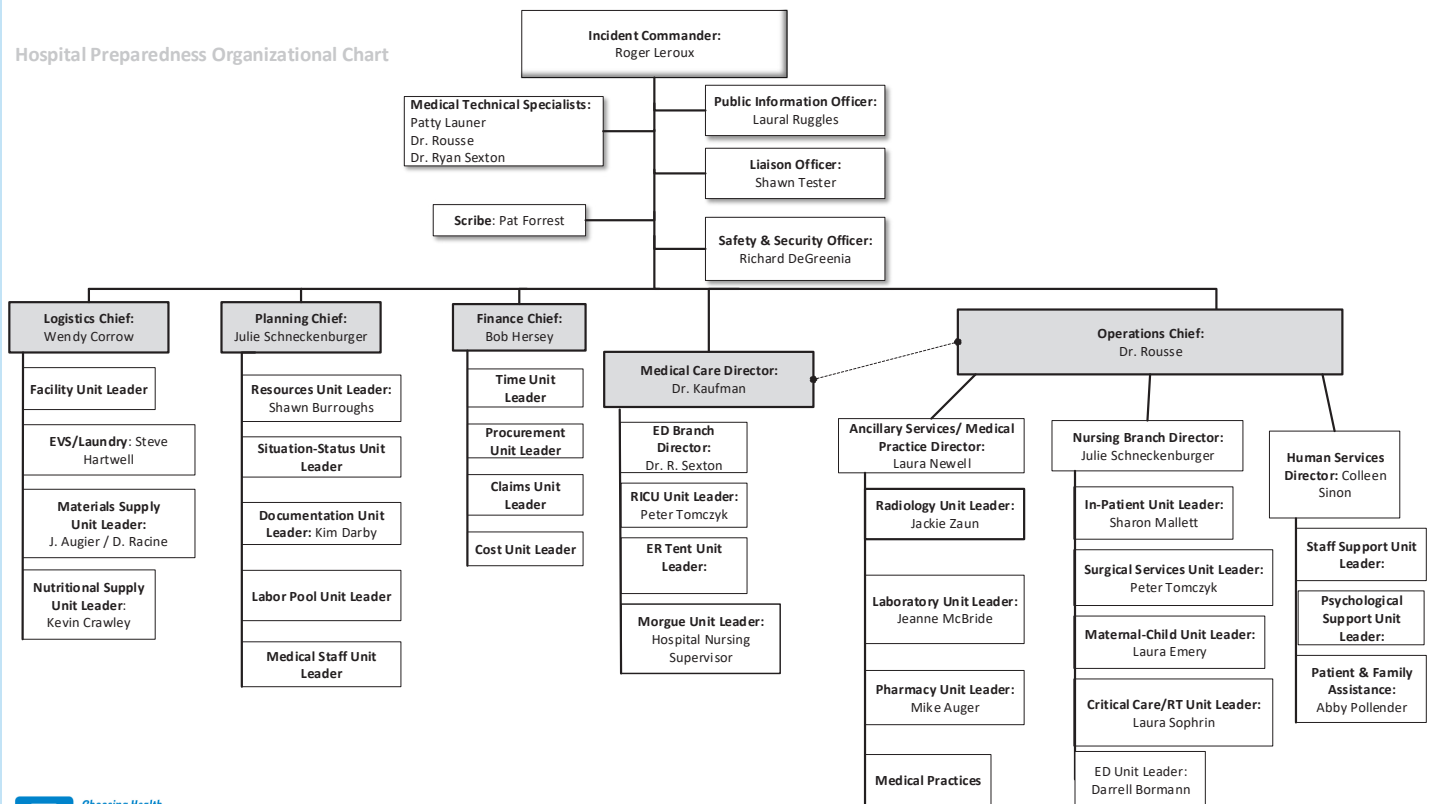 Hospital Preparedness Organizational Chart
Incident Commander:
Roger Leroux
Medical Technical Specialists:
Patty Launer
Dr. Rousse
Dr. Ryan Sexton
Public Information Officer:
Laural Ruggles
Liaison Officer:
Shawn Tester
Scribe: Pat Forrest
Safety & Security Officer:
Richard DeGreenia
Logistics Chief:
Wendy Corrow
Facility Unit Leader
EVS/Laundry: Steve
Hartwell
Materials Supply
Unit Leader:
J. Augier / D. Racine
Nutritional Supply
Unit Leader:
Kevin Crawley
Planning Chief:
Julie Schneckenburger
Resources Unit Leader:
Shawn Burroughs
Situation-Status Unit
Leader
Documentation Unit
Leader: Kim Darby
Labor Pool Unit Leader
Medical Staff Unit
Leader
Finance Chief:
Bob Hersey
Time Unit
Leader
Procurement
Unit Leader
Claims Unit
Leader
Cost Unit Leader
Medical Care Director:
Dr. Kaufman
ED Branch
Director:
Dr. R. Sexton
RICU Unit Leader:
Peter Tomczyk
ER Tent Unit
Leader:
Morgue Unit Leader:
Hospital Nursing
Supervisor
Operations Chief:
Dr. Rousse
Ancillary Services/ Medical
Practice Director:
Laura Newell
Radiology Unit Leader:
Jackie Zaun
Laboratory Unit Leader:
Jeanne McBride
Pharmacy Unit Leader:
Mike Auger
Medical Practices
Nursing Branch Director:
Julie Schneckenburger
In-Patient Unit Leader:
Sharon Mallett
Surgical Services Unit Leader:
Peter Tomczyk
Maternal-Child Unit Leader:
Laura Emery
Critical Care/RT Unit Leader:
Laura Sophrin
ED Unit Leader:
Darrell Bormann
Human Services
Director: Colleen
Sinon
Staff Support Unit
Leader:
Psychological
Support Unit
Leader:
Patient & Family
Assistance:
Abby Pollender
Choosing Health